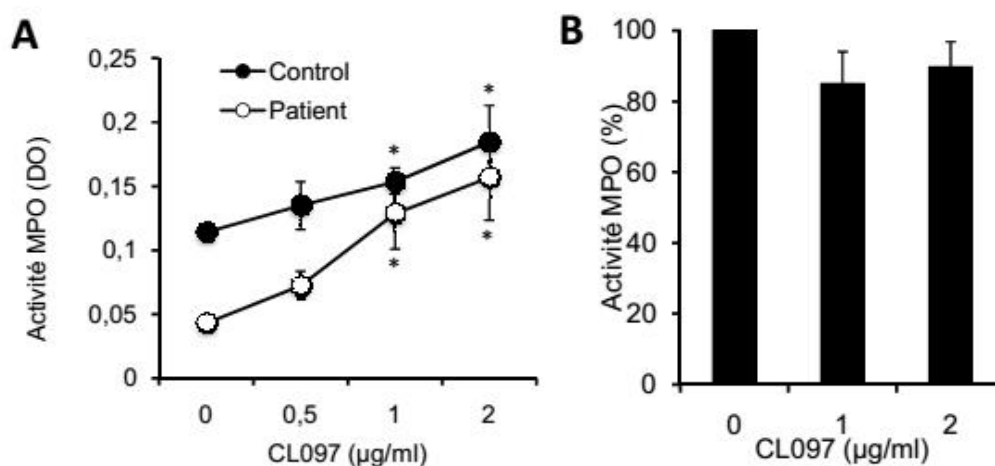 A
Activité MPO (DO)
0,25
0,2
0,15
0,1
0,05
0
Control
Patient
*
*
*
*
0 0,5 1 2
CL097 (µg/ml)
B
Activité MPO (%)
100
80
60
40
20
0
0 1 2
CL097 (µg/ml)